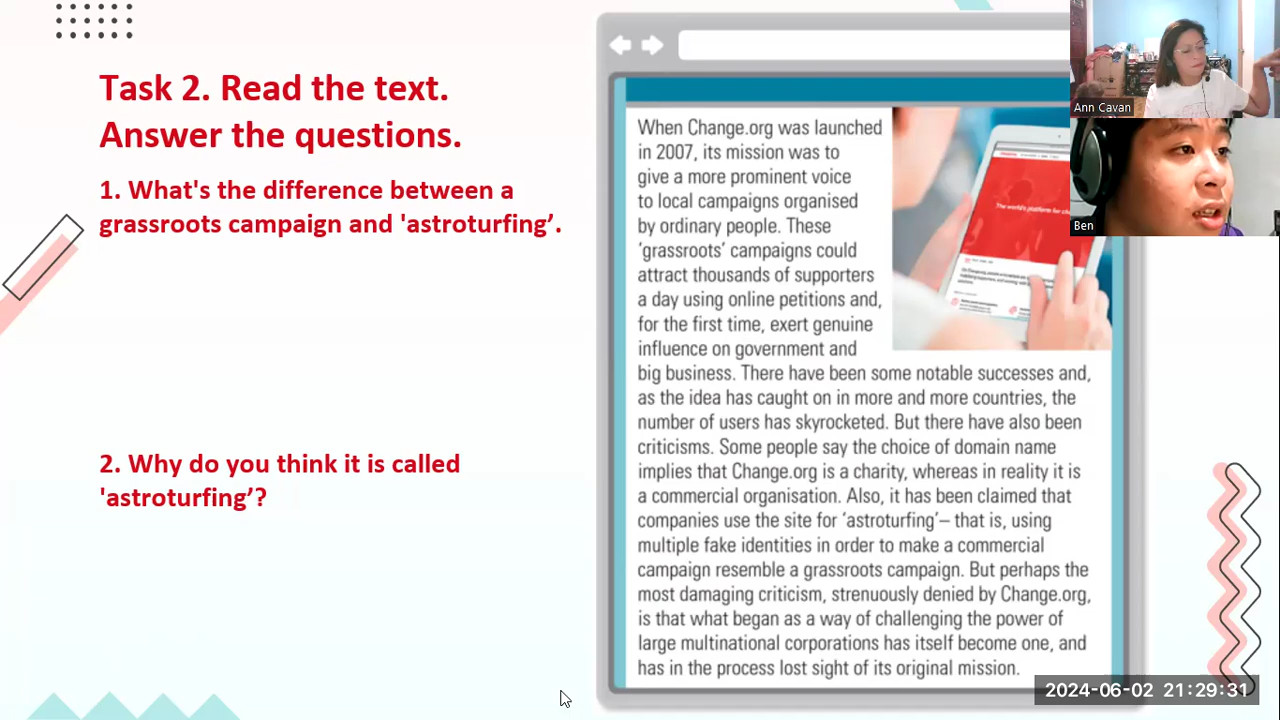 Task 2. Read the text.
Answer the questions.
1. What's the difference between a
grassroots campaign and 'astroturfing’.
2. Why do you think it is called
'astroturfing’?
When Change.org was launched
in 2007, its mission was to
give a more prominent voice
to local campaigns organised
by ordinary people. These
‘grassroots’ campaigns could
attract thousands of supporters
a day using online petitions and,
for the first time, exert genuine
influence on government and
big business. There have been some notable successes and,
as the idea has caught on in more and more countries, the
number of users has skyrocketed. But there have also been
criticisms. Some people say the choice of domain name
implies that Change.org is a charity, whereas in reality it is
a commercial organisation. Also, it has been claimed that
companies use the site for ‘astroturfing’– that is, using
multiple fake identities in order to make a commercial
campaign resemble a grassroots campaign. But perhaps the
most damaging criticism, strenuously denied by Change.org,
is that what began as a way of challenging the power of
large multinational corporations has itself become one, and
has in the process lost sight of its original mission.
The world's platform for
Ann Cavan
Ben
2024-06-02 21:29:31